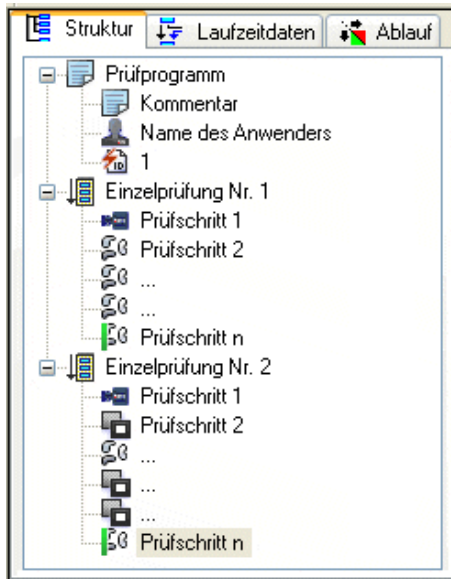 Struktur Laufzeitdaten Ablauf
Prüfprogramm
Kommentar
Name des Anwenders
1
Einzelprüfung Nr. 1
Prüfschritt 1
Prüfschritt 2
...
...
Prüfschritt n
Einzelprüfung Nr. 2
Prüfschritt 1
Prüfschritt 2
...
...
...
Prüfschritt n